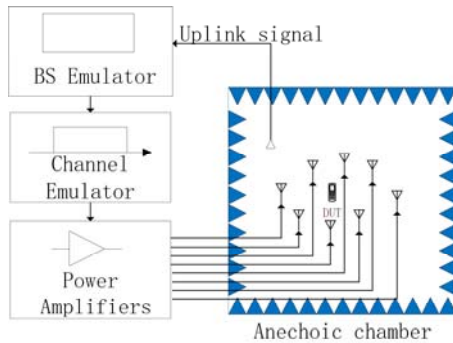 Uplink signal
BS Emulator
Channel
Emulator
DUT
Power
Amplifiers
Anechoic chamber